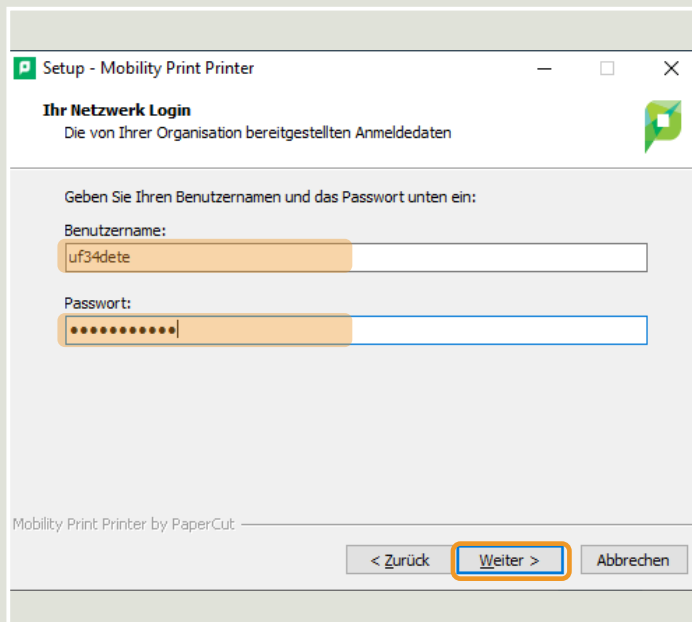 Setup - Mobility Print Printer
Ihr Netzwerk Login
Die von Ihrer Organisation bereitgestellten Anmeldedaten
Geben Sie Ihren Benutzernamen und das Passwort unten ein:
Benutzername:
uf34dete
Passwort:
●●●●●●●●●●●
Mobility Print Printer by PaperCut
< Zurück Weiter > Abbrechen